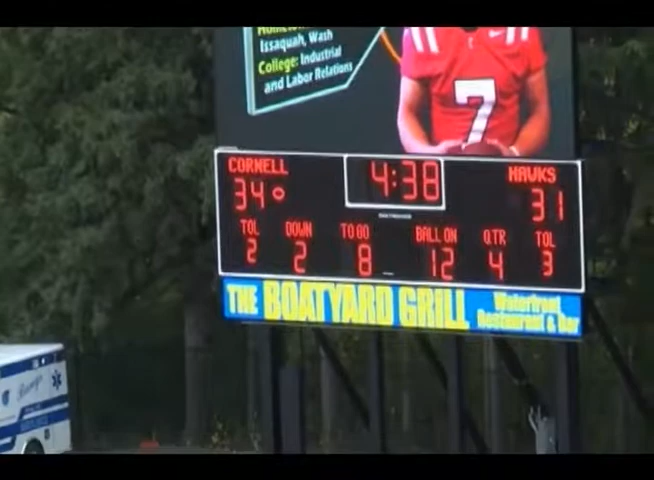 Issaquah, Wash
College: Industrial
and Labor Relations
7
CORNELL 4:38 HAWKS
34 31
TOL DOWN TO GO BALL ON QTR TOL
2 2 8 12 4 3
THE BOATYARD GRILL Waterfront
Restaurant & Bar